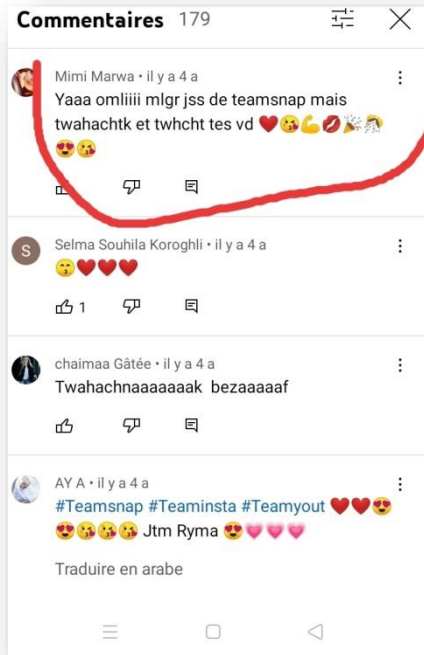 Commentaires 179
Mimi Marwa • il y a 4 a
Yaaa omliiii mlgr jss de teamsnap mais
twahachtk et twhcht tes vd ❤️😘💪💋🎉🎊
😍😘
S
Selma Souhila Koroghli • il y a 4 a
😙❤️❤️❤️
1
chaimaa Gâtée • il y a 4 a
Twahachnaaaaaaak bezaaaaaf
AY A • il y a 4 a
#Teamsnap #Teaminsta #Teamyout ❤️❤️😍
😍😘😘😘 Jtm Ryma 😍💗💗💗
Traduire en arabe